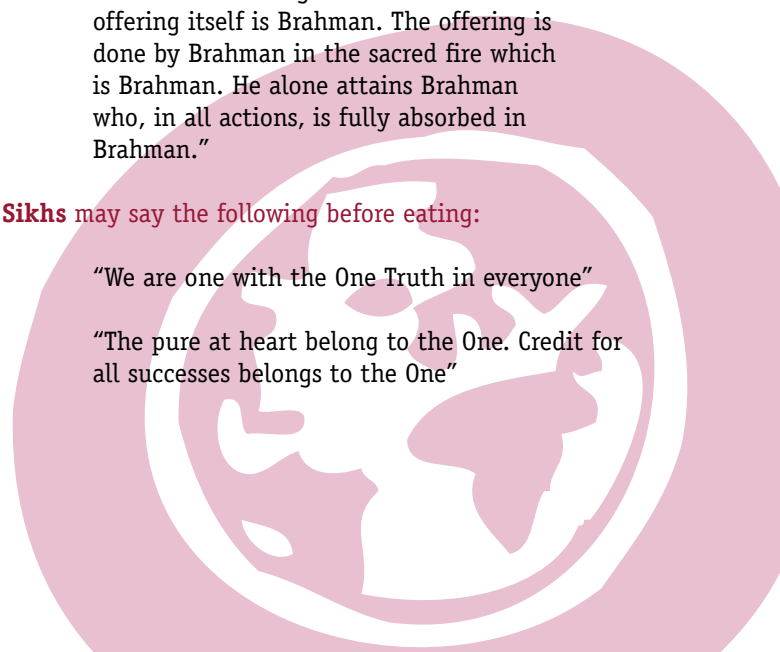 offering itself is Brahman. The offering is
done by Brahman in the sacred fire which
is Brahman. He alone attains Brahman
who, in all actions, is fully absorbed in
Brahman.”
Sikhs may say the following before eating:
“We are one with the One Truth in everyone”
“The pure at heart belong to the One. Credit for
all successes belongs to the One”